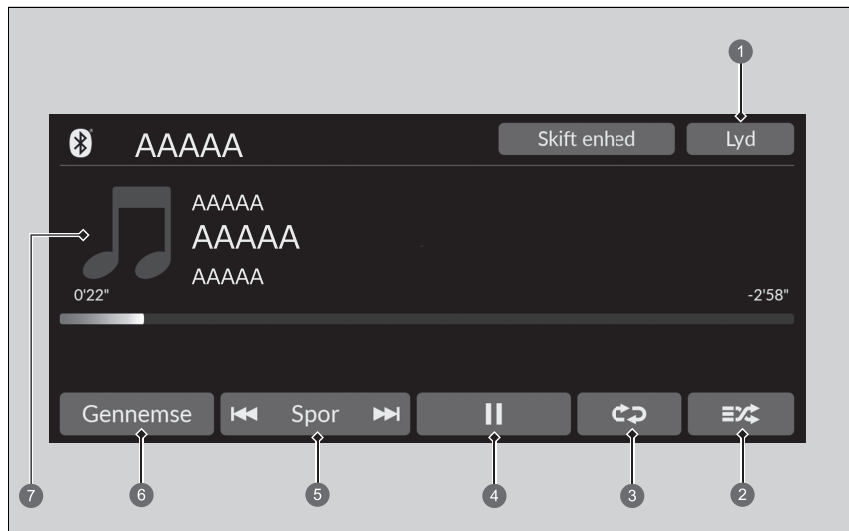 1
AAAAA
Skift enhed
Lyd
AAAAA
AAAAA
AAAAA
7
0'22"
-2'58"
Gennemse
Spor
6
5
4
3
2